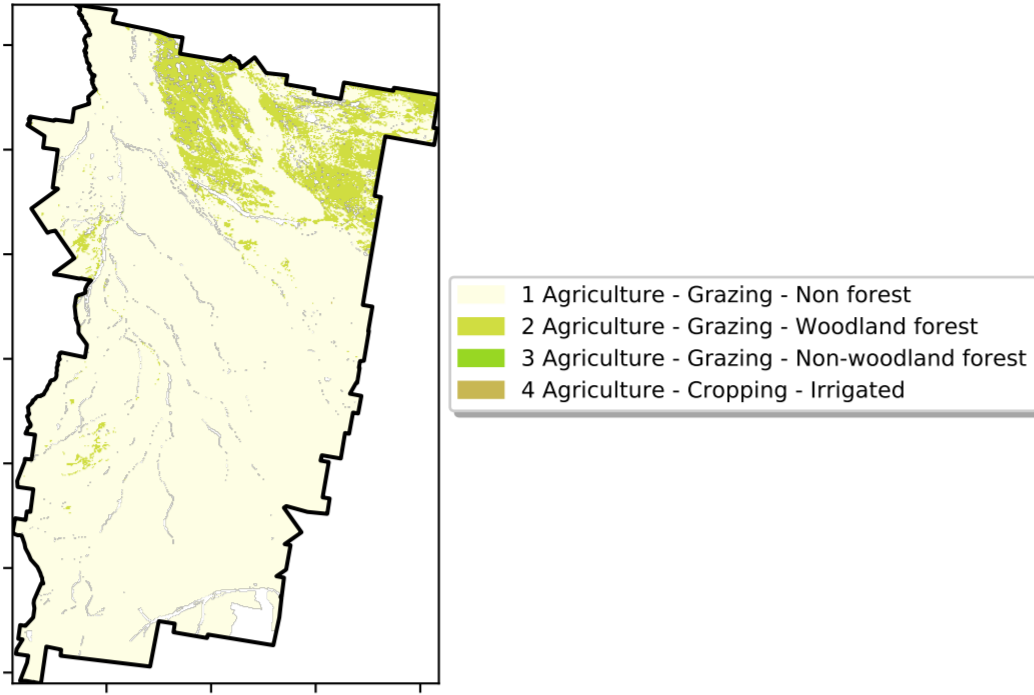 1 Agriculture - Grazing - Non forest
2 Agriculture - Grazing - Woodland forest
3 Agriculture - Grazing - Non-woodland forest
4 Agriculture - Cropping - Irrigated